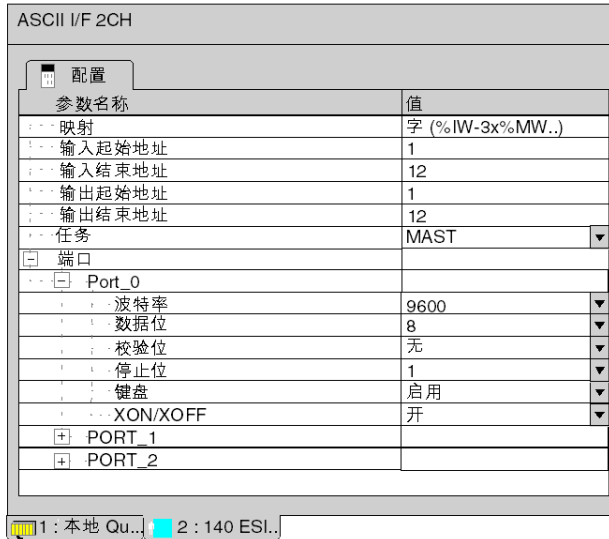 ASCII I/F 2CH
配置
参数名称 值
映射 字 (%IW-3x%MW..)
输入起始地址 1
输入结束地址 12
输出起始地址 1
输出结束地址 12
任务 MAST
端口
Port_0
波特率 9600
数据位 8
校验位 无
停止位 1
键盘 启用
XON/XOFF 开
PORT_1
PORT_2
1 : 本地 Qu... 2 : 140 ESI..